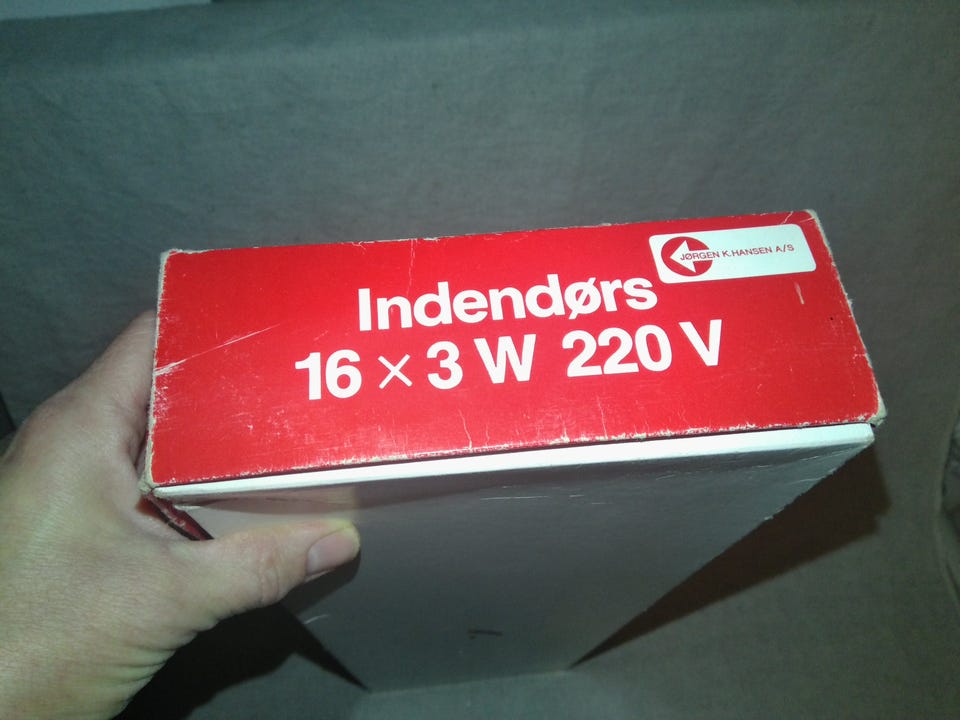 JØRGEN K. HANSEN A/S
Indendørs
16 × 3 W 220 V